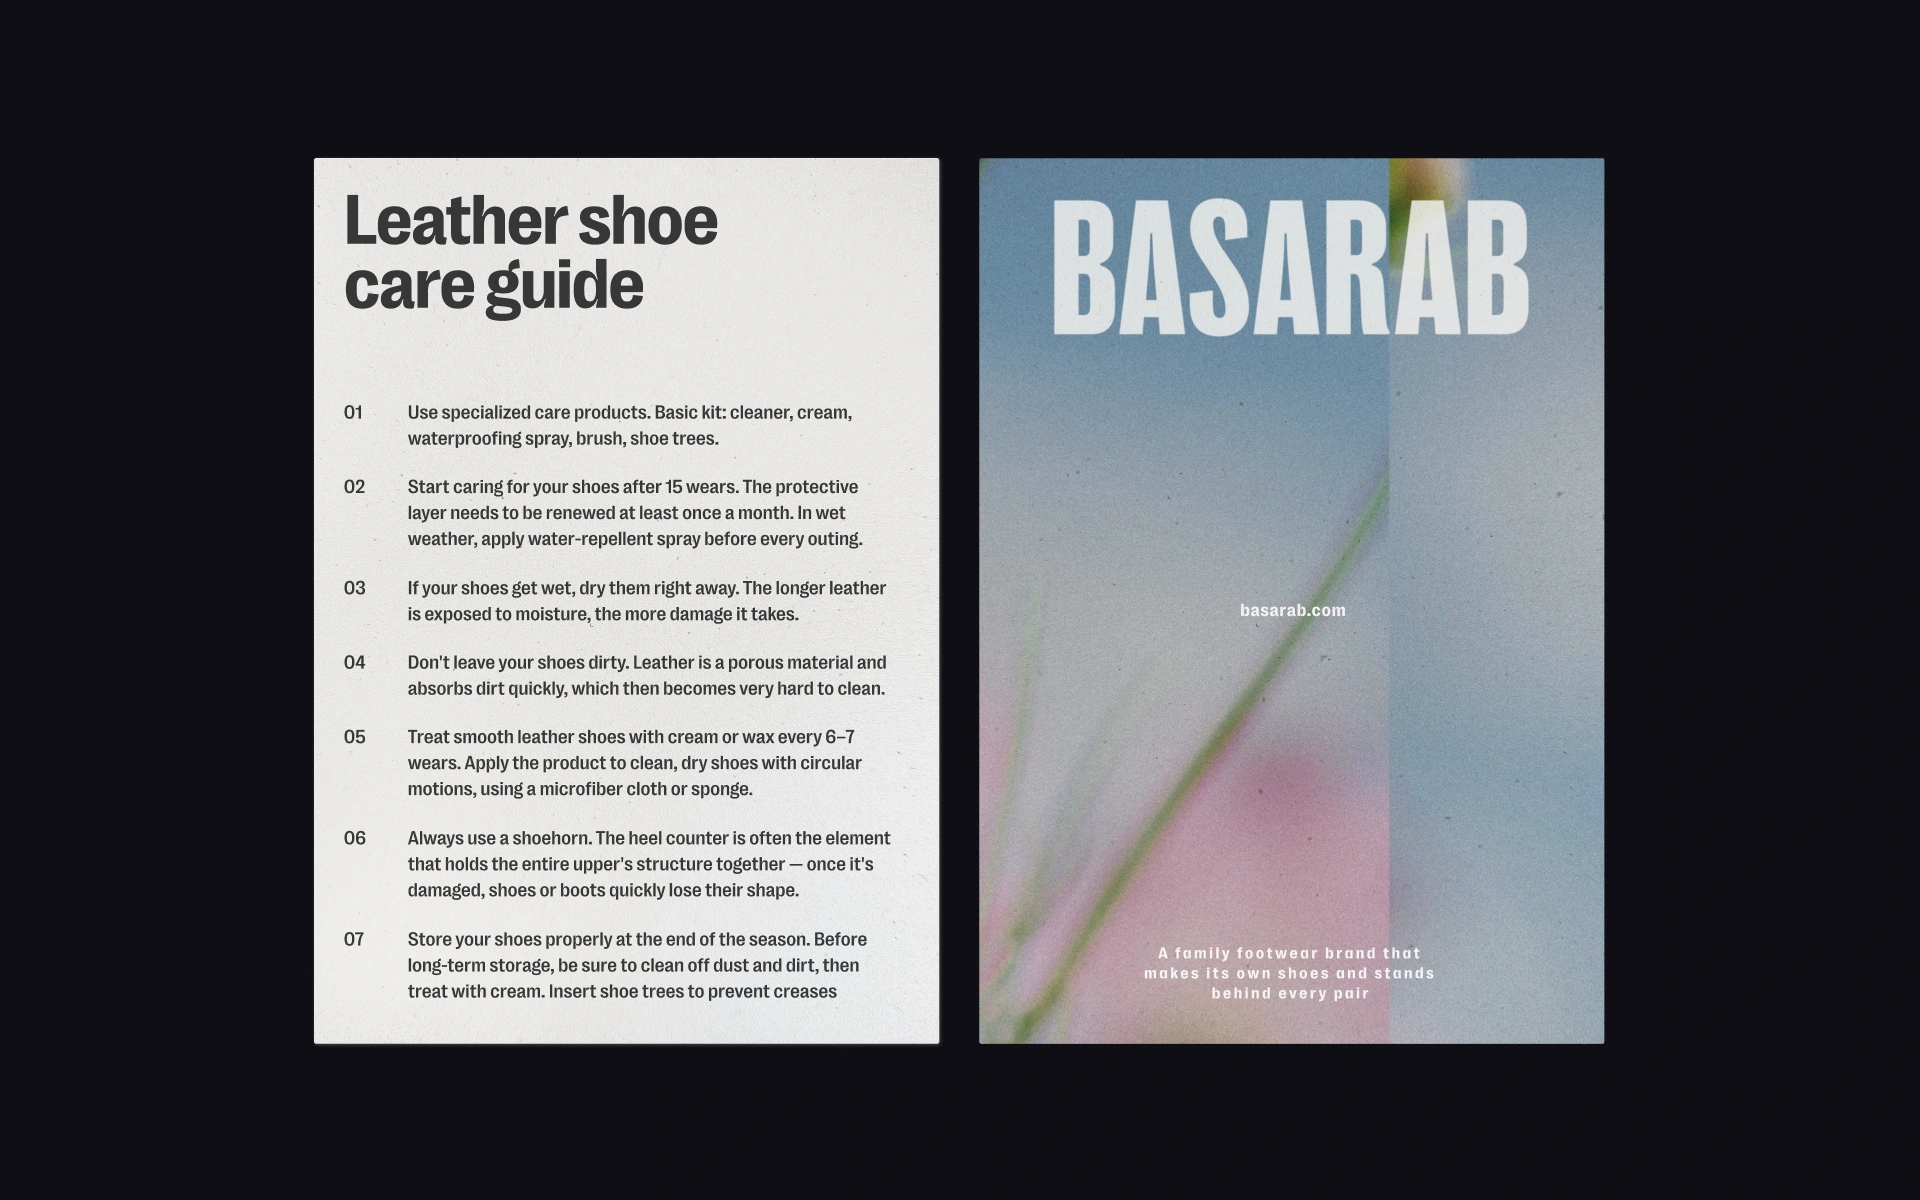 Leather shoe
care guide
01
Use specialized care products. Basic kit: cleaner, cream,
waterproofing spray, brush, shoe trees.
02
Start caring for your shoes after 15 wears. The protective
layer needs to be renewed at least once a month. In wet
weather, apply water-repellent spray before every outing.
03
If your shoes get wet, dry them right away. The longer leather
is exposed to moisture, the more damage it takes.
04
Don't leave your shoes dirty. Leather is a porous material and
absorbs dirt quickly, which then becomes very hard to clean.
05
Treat smooth leather shoes with cream or wax every 6–7
wears. Apply the product to clean, dry shoes with circular
motions, using a microfiber cloth or sponge.
06
Always use a shoehorn. The heel counter is often the element
that holds the entire upper's structure together — once it's
damaged, shoes or boots quickly lose their shape.
07
Store your shoes properly at the end of the season. Before
long-term storage, be sure to clean off dust and dirt, then
treat with cream. Insert shoe trees to prevent creases
BASARAB
basarab.com
A family footwear brand that
makes its own shoes and stands
behind every pair